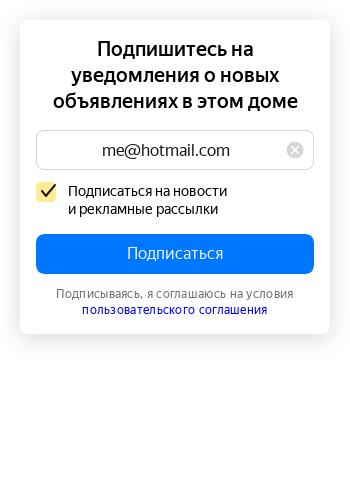 Подпишитесь на
уведомления о новых
объявлениях в этом доме
me@hotmail.com
Подписаться на новости
и рекламные рассылки
Подписаться
Подписываясь, я соглашаюсь на условия
пользовательского соглашения